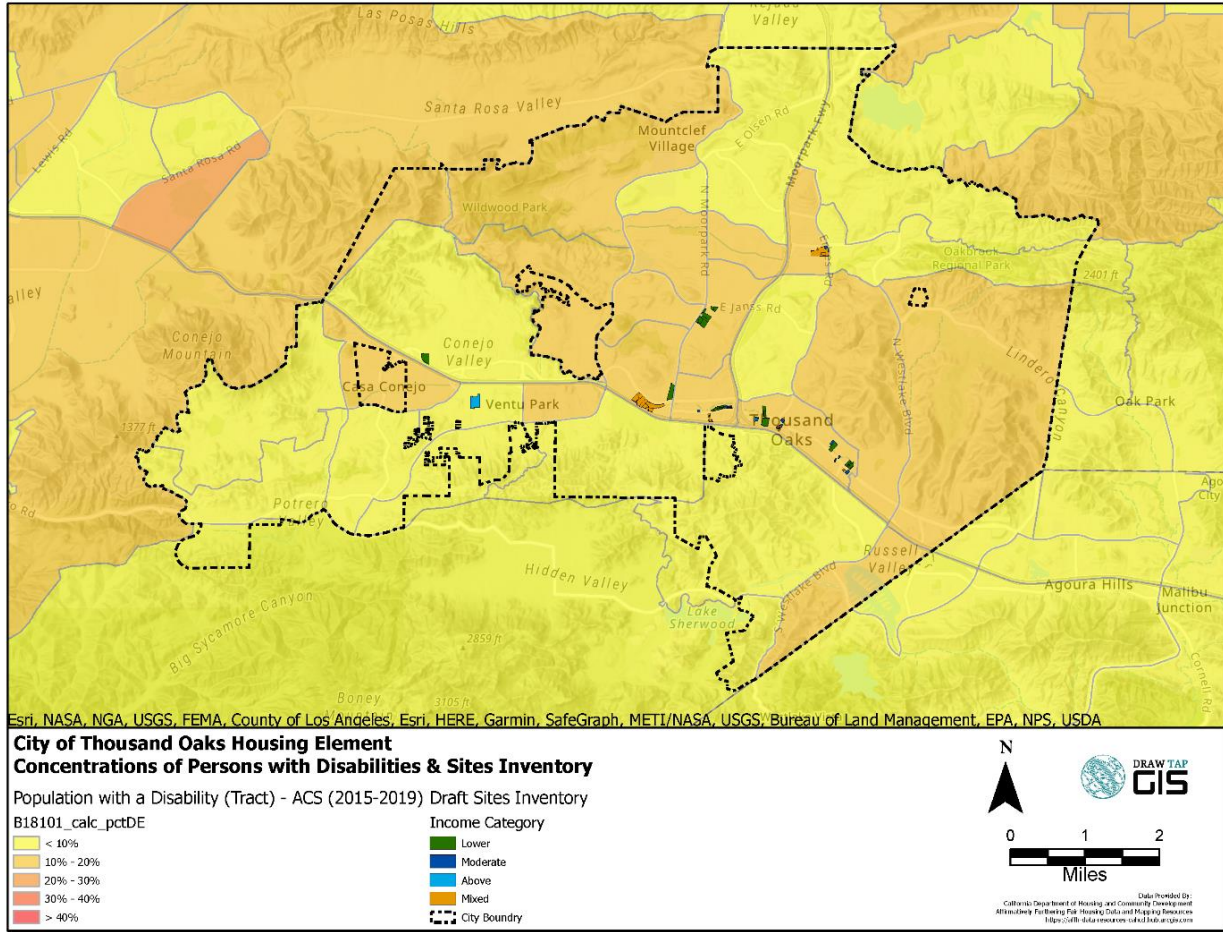 Las Posas Hills
Valley
Santa Rosa Valley
Mountclef
Village
E Olsen Rd
Moorpark Fwy
Lewis Rd
Santa Rosa Rd
Wildwood Park
N Moorpark Rd
Oakbrook
Regional Park
2401 ft
Valley
E Janss Rd
Conejo
Mountain
Conejo
Valley
Casa Conejo
N Westlake Blvd
Lindero
Canyon
Oak Park
Ventu Park
Thousand
Oaks
1377 ft
Ago
City
Potrero
Valley
Hidden Valley
Russell
Valley
Agoura Hills
S Westlake Blvd
Malibu
Junction
Lake
Sherwood
Big Sycamore Canyon
2859 ft
Cornell Rd
Boney
3105 ft
Esri, NASA, NGA, USGS, FEMA, County of Los Angeles, Esri, HERE, Garmin, SafeGraph, METI/NASA, USGS, Bureau of Land Management, EPA, NPS, USDA
City of Thousand Oaks Housing Element
Concentrations of Persons with Disabilities & Sites Inventory
Population with a Disability (Tract) - ACS (2015-2019) Draft Sites Inventory
B18101_calc_pctDE
< 10%
10% - 20%
20% - 30%
30% - 40%
> 40%
Income Category
Lower
Moderate
Above
Mixed
City Boundry
N
DRAW TAP
GIS
0 1 2
Miles
Data Provided By:
California Department of Housing and Community Development
Affirmatively Furthering Fair Housing Data and Mapping Resources